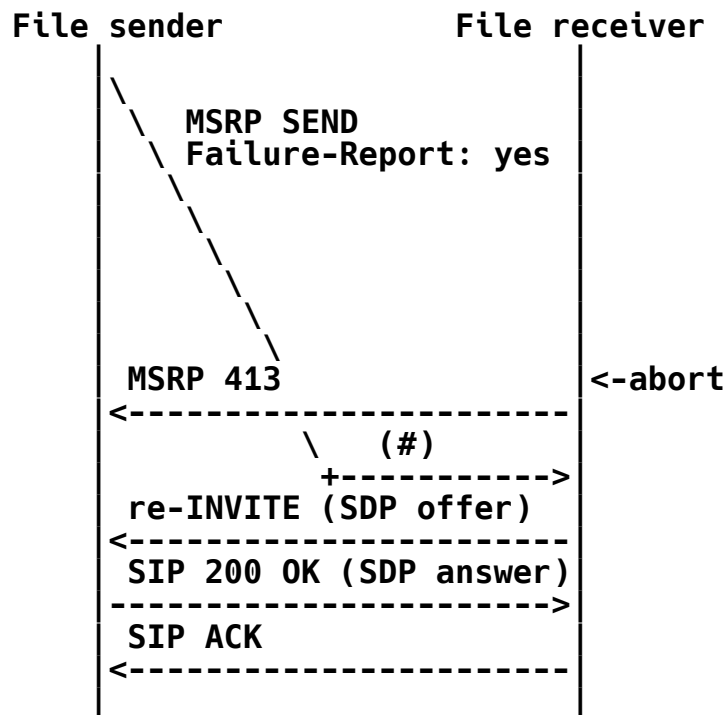 File sender File receiver
MSRP SEND
Failure-Report: yes
MSRP 413 <-abort
<-----------------------
\ (#)
+----------->
re-INVITE (SDP offer)
<-----------------------
SIP 200 OK (SDP answer)
----------------------->
SIP ACK
<-----------------------